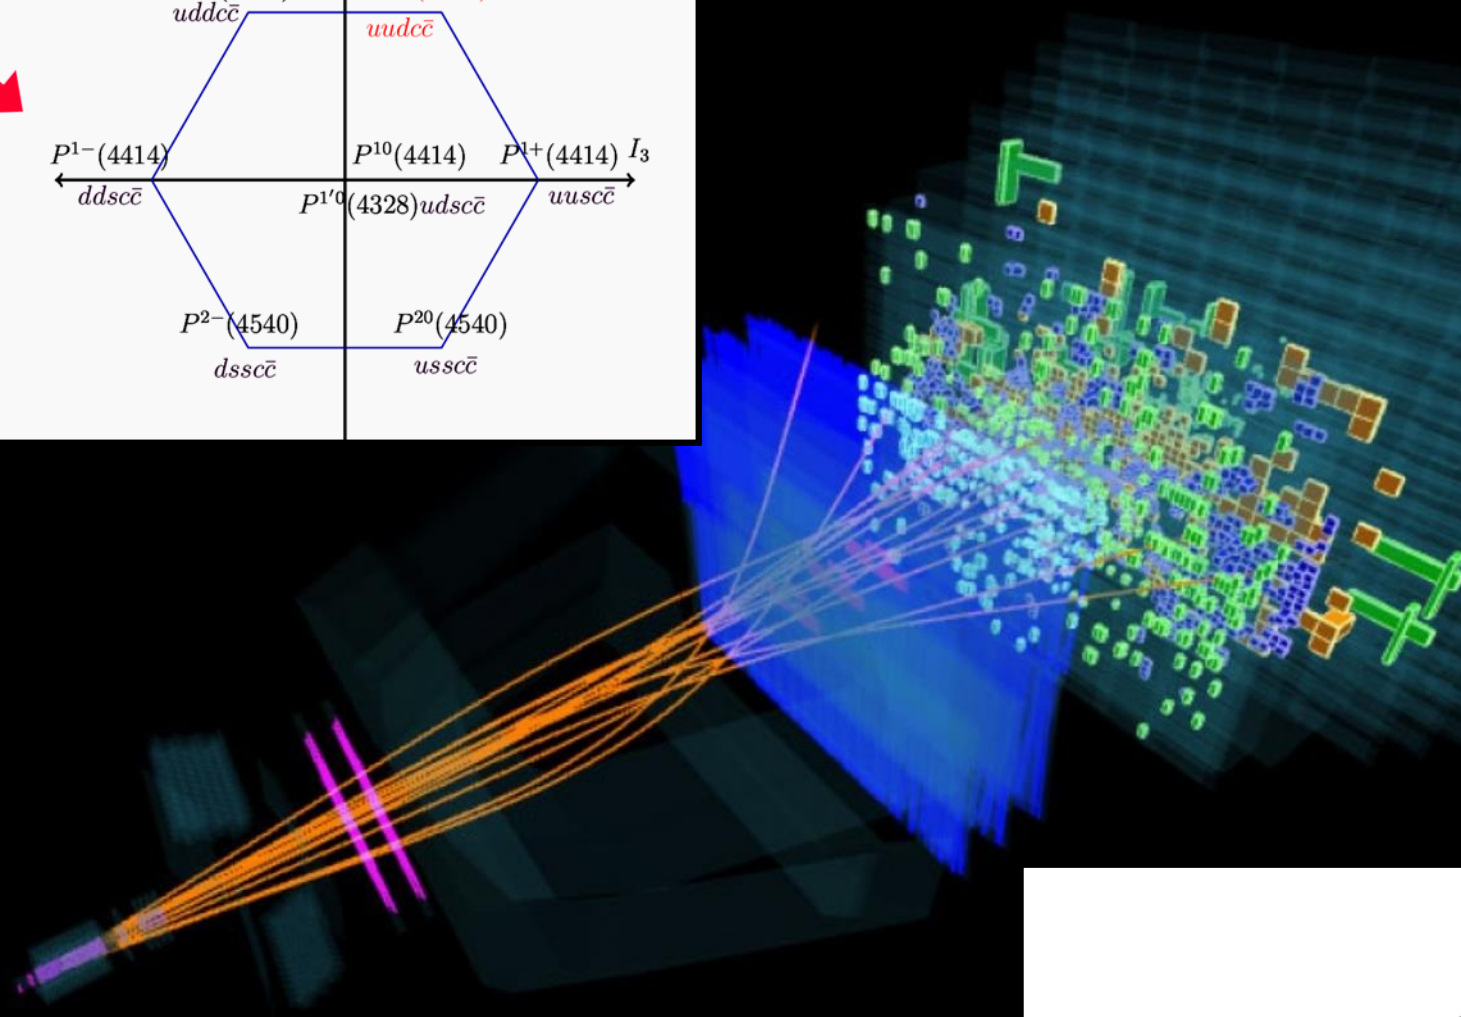 uddcc̄
uudcc̄
P¹⁻(4414) P¹⁰(4414) P¹⁺(4414) I₃
ddscc̄ P¹′⁰(4328)udscc̄ uuscc̄
P²⁻(4540) P²⁰(4540)
dsscc̄ usscc̄